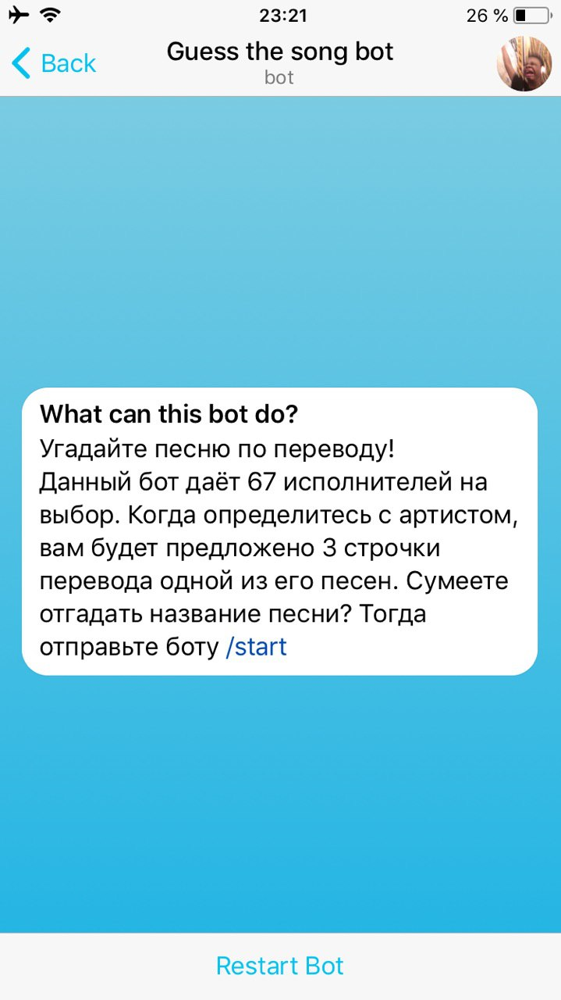 23:21
26 %
Back
Guess the song bot
bot
What can this bot do?
Угадайте песню по переводу!
Данный бот даёт 67 исполнителей на
выбор. Когда определитесь с артистом,
вам будет предложено 3 строчки
перевода одной из его песен. Сумеете
отгадать название песни? Тогда
отправьте боту /start
Restart Bot